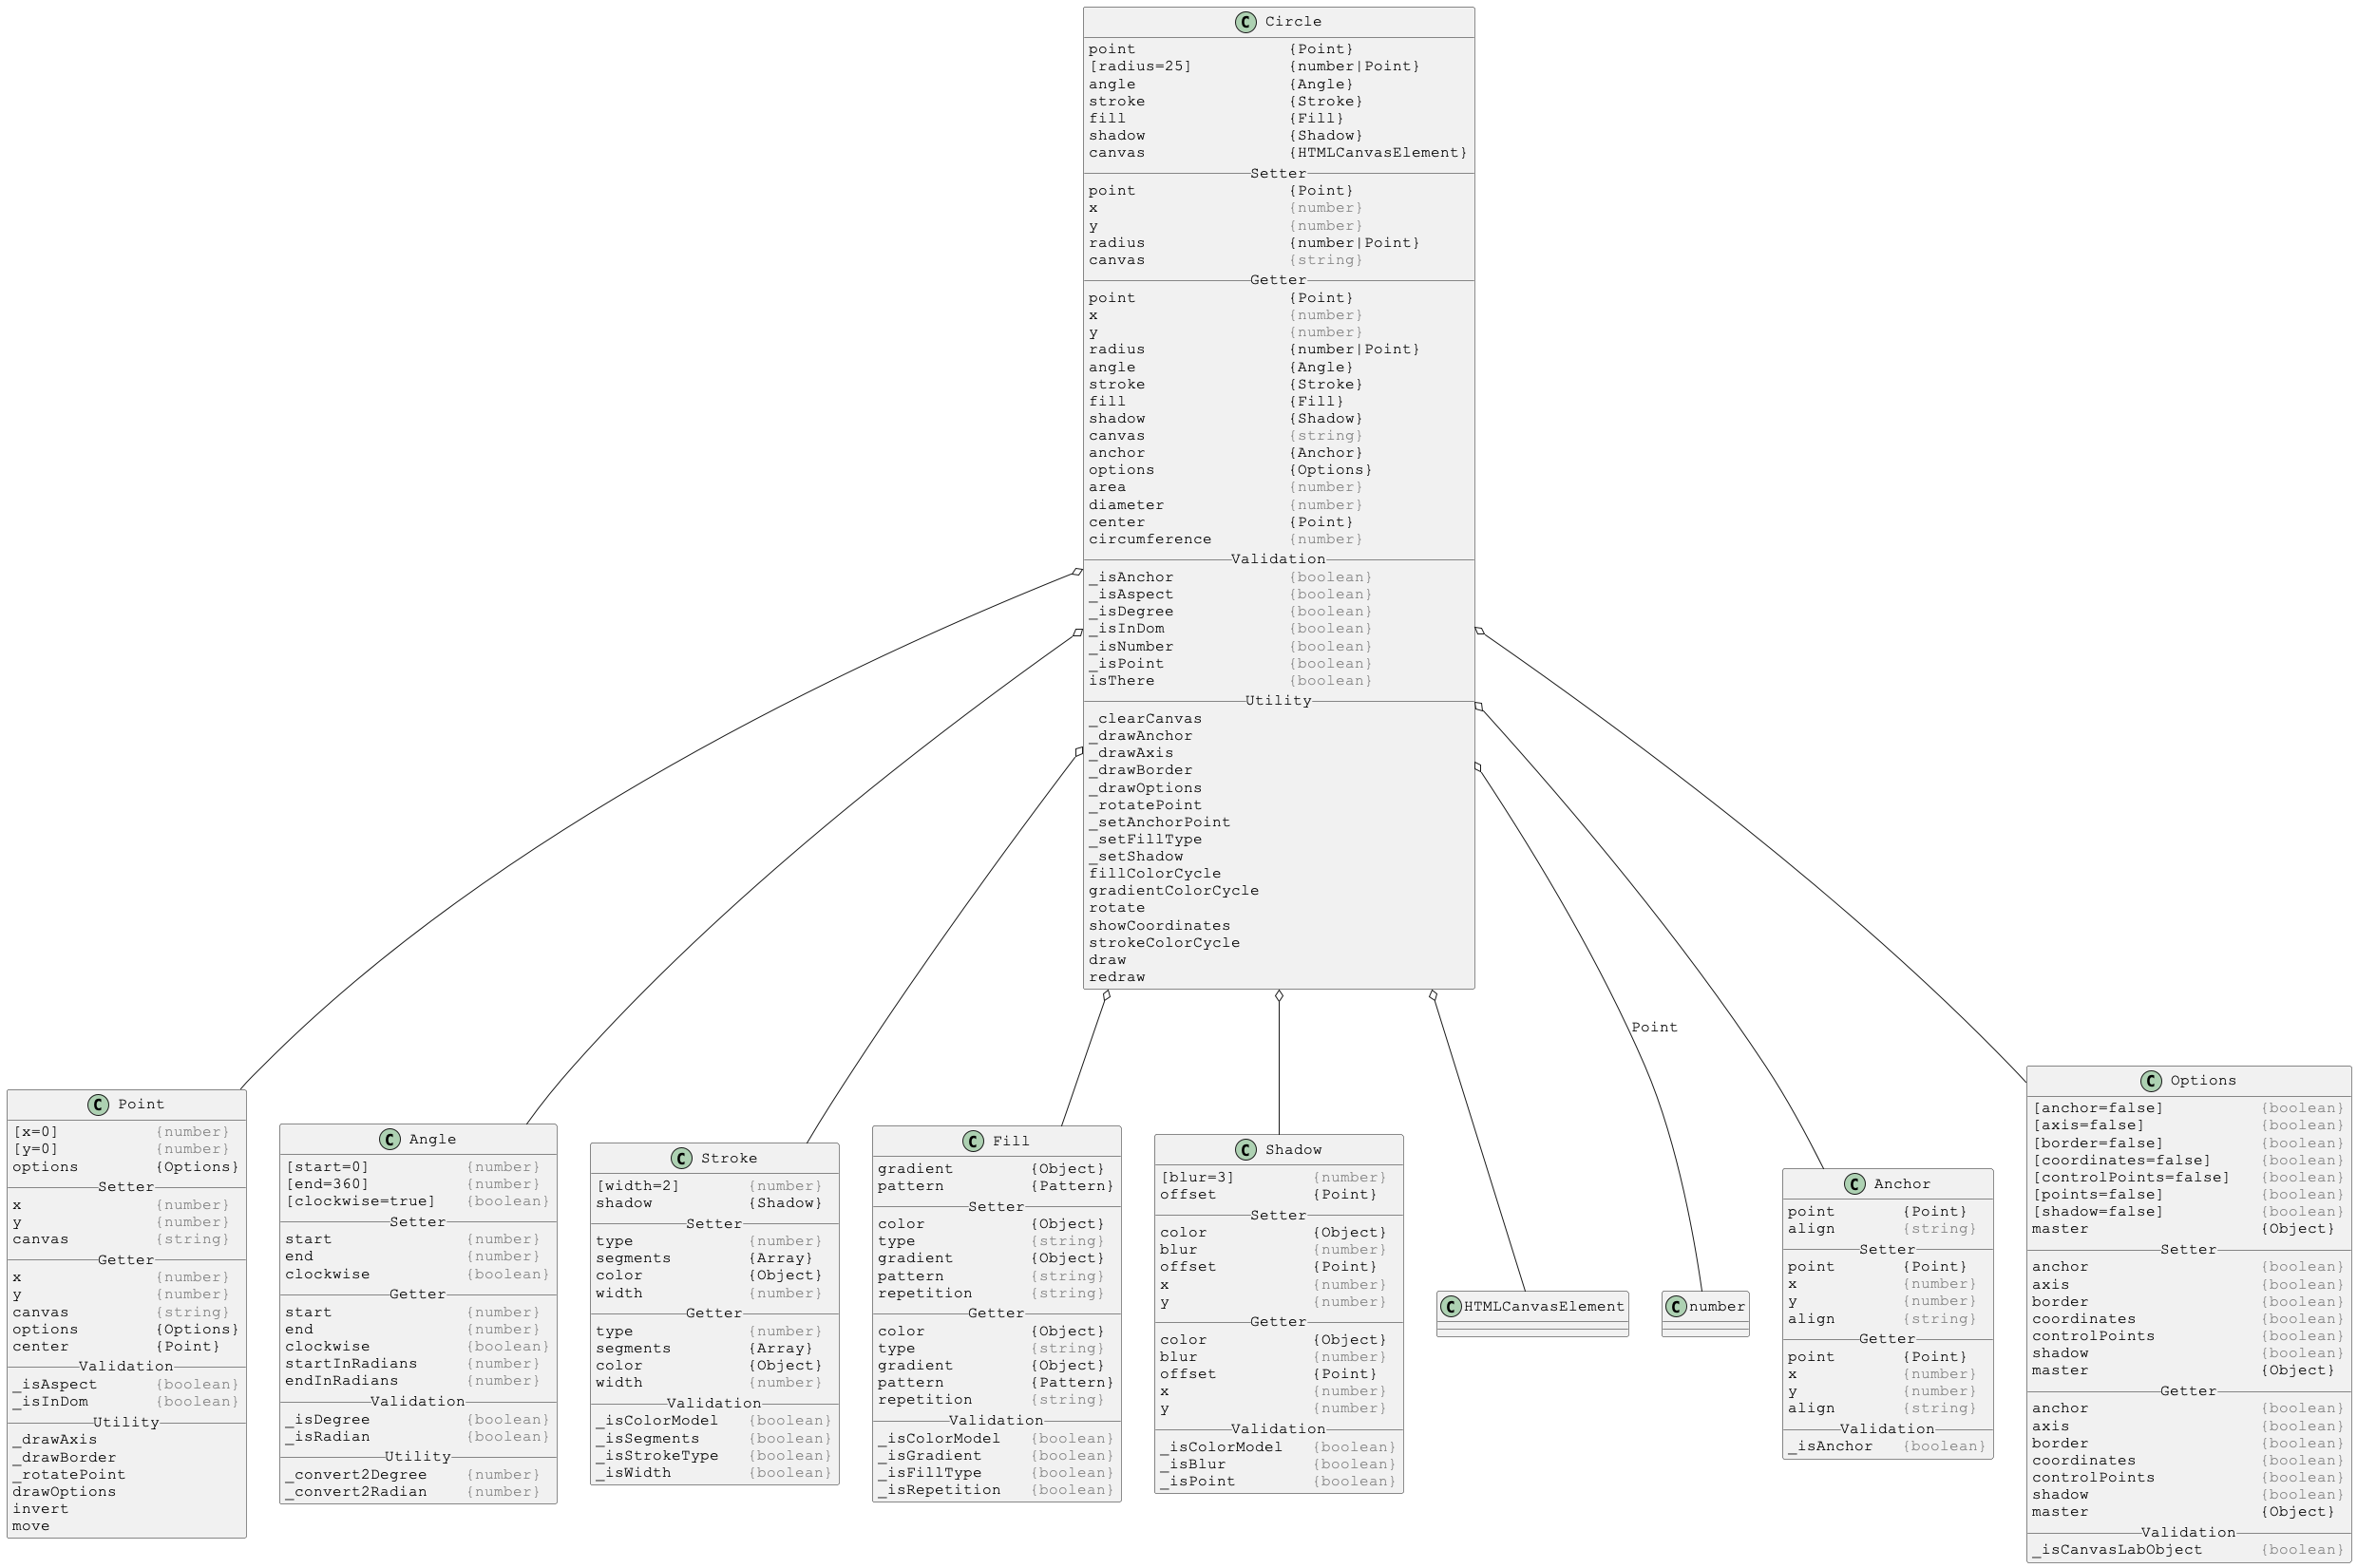 C Circle
point {Point}
[radius=25] {number|Point}
angle {Angle}
stroke {Stroke}
fill {Fill}
shadow {Shadow}
canvas {HTMLCanvasElement}
Setter
point {Point}
x {number}
y {number}
radius {number|Point}
canvas {string}
Getter
point {Point}
x {number}
y {number}
radius {number|Point}
angle {Angle}
stroke {Stroke}
fill {Fill}
shadow {Shadow}
canvas {string}
anchor {Anchor}
options {Options}
area {number}
diameter {number}
center {Point}
circumference {number}
Validation
_isAnchor {boolean}
_isAspect {boolean}
_isDegree {boolean}
_isInDom {boolean}
_isNumber {boolean}
_isPoint {boolean}
isThere {boolean}
Utility
_clearCanvas
_drawAnchor
_drawAxis
_drawBorder
_drawOptions
_rotatePoint
_setAnchorPoint
_setFillType
_setShadow
fillColorCycle
gradientColorCycle
rotate
showCoordinates
strokeColorCycle
draw
redraw
Point
C Point
[x=0] {number}
[y=0] {number}
options {Options}
Setter
x {number}
y {number}
canvas {string}
Getter
x {number}
y {number}
canvas {string}
options {Options}
center {Point}
Validation
_isAspect {boolean}
_isInDom {boolean}
Utility
_drawAxis
_drawBorder
_rotatePoint
drawOptions
invert
move
C Angle
[start=0] {number}
[end=360] {number}
[clockwise=true] {boolean}
Setter
start {number}
end {number}
clockwise {boolean}
Getter
start {number}
end {number}
clockwise {boolean}
startInRadians {number}
endInRadians {number}
Validation
_isDegree {boolean}
_isRadian {boolean}
Utility
_convert2Degree {number}
_convert2Radian {number}
C Stroke
[width=2] {number}
shadow {Shadow}
Setter
type {number}
segments {Array}
color {Object}
width {number}
Getter
type {number}
segments {Array}
color {Object}
width {number}
Validation
_isColorModel {boolean}
_isSegments {boolean}
_isStrokeType {boolean}
_isWidth {boolean}
C Fill
gradient {Object}
pattern {Pattern}
Setter
color {Object}
type {string}
gradient {Object}
pattern {string}
repetition {string}
Getter
color {Object}
type {string}
gradient {Object}
pattern {Pattern}
repetition {string}
Validation
_isColorModel {boolean}
_isGradient {boolean}
_isFillType {boolean}
_isRepetition {boolean}
C Shadow
[blur=3] {number}
offset {Point}
Setter
color {Object}
blur {number}
offset {Point}
x {number}
y {number}
Getter
color {Object}
blur {number}
offset {Point}
x {number}
y {number}
Validation
_isColorModel {boolean}
_isBlur {boolean}
_isPoint {boolean}
C HTMLCanvasElement
C number
C Anchor
point {Point}
align {string}
Setter
point {Point}
x {number}
y {number}
align {string}
Getter
point {Point}
x {number}
y {number}
align {string}
Validation
_isAnchor {boolean}
C Options
[anchor=false] {boolean}
[axis=false] {boolean}
[border=false] {boolean}
[coordinates=false] {boolean}
[controlPoints=false] {boolean}
[points=false] {boolean}
[shadow=false] {boolean}
master {Object}
Setter
anchor {boolean}
axis {boolean}
border {boolean}
coordinates {boolean}
controlPoints {boolean}
shadow {boolean}
master {Object}
Getter
anchor {boolean}
axis {boolean}
border {boolean}
coordinates {boolean}
controlPoints {boolean}
shadow {boolean}
master {Object}
Validation
_isCanvasLabObject {boolean}